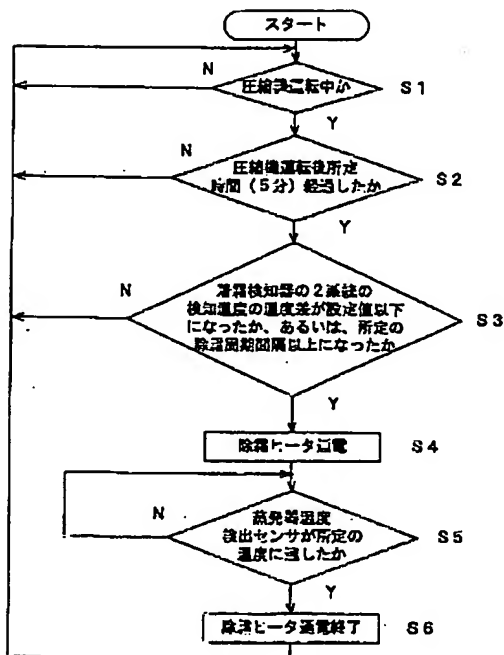 スタート
N
圧縮機運転中か
S1
Y
N
圧縮機運転後所定
時間（5分）経過したか
S2
Y
N
着霜検知器の2系統の
検知温度の温度差が設定値以下
になったか、あるいは、所定の
除霜周期間隔以上になったか
S3
Y
除霜ヒータ通電
S4
N
蒸発器温度
検出センサが所定の
温度に達したか
S5
Y
除霜ヒータ通電終了
S6